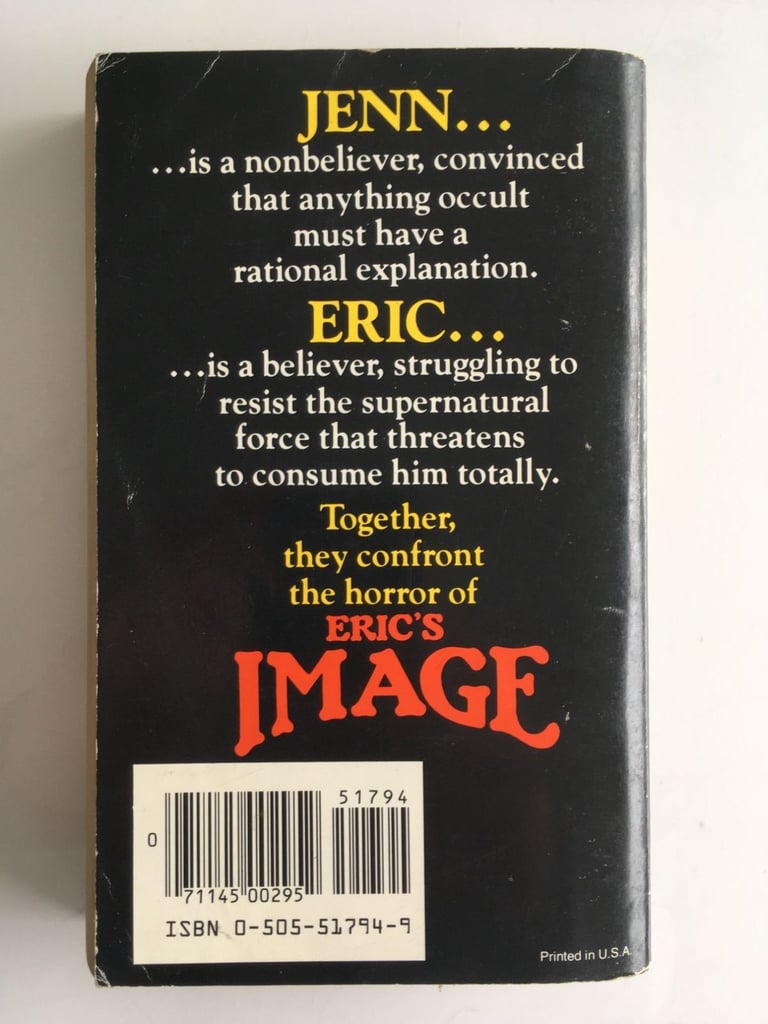 JENN...
...is a nonbeliever, convinced
that anything occult
must have a
rational explanation.
ERIC...
...is a believer, struggling to
resist the supernatural
force that threatens
to consume him totally.
Together,
they confront
the horror of
ERIC'S
IMAGE
51794
0
71145 00295
ISBN 0-505-51794-9
Printed in U.S.A.